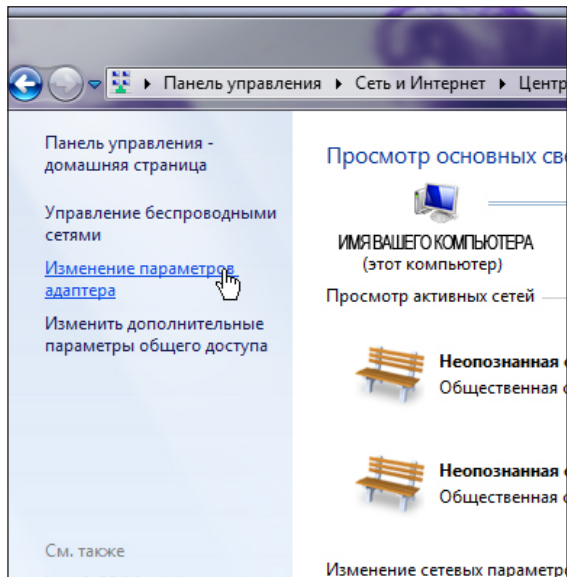 Панель управления ▸ Сеть и Интернет ▸ Центр
Панель управления -
домашняя страница
Управление беспроводными
сетями
Изменение параметров
адаптера
Изменить дополнительные
параметры общего доступа
См. также
Просмотр основных св
ИМЯ ВАШЕГО КОМПЬЮТЕРА
(этот компьютер)
Просмотр активных сетей
Неопознанная
Общественная
Неопознанная
Общественная
Изменение сетевых параметро